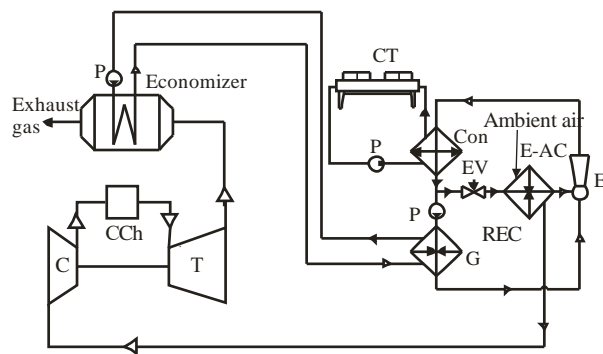 CT
P
Economizer
Exhaust
gas
Ambient air
Con
E-AC
P
EV
E
CCh
P
REC
G
C
T